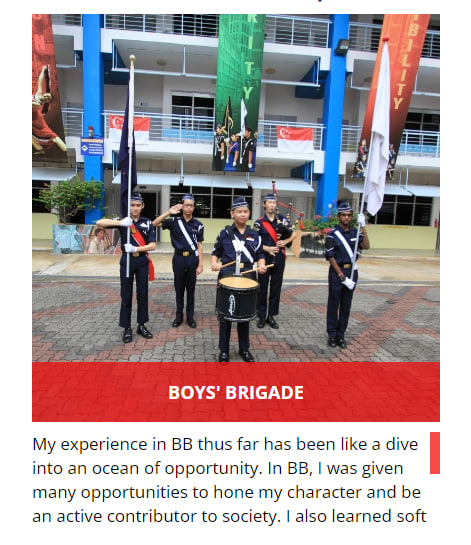 RITY
BILITY
BOYS' BRIGADE
My experience in BB thus far has been like a dive
into an ocean of opportunity. In BB, I was given
many opportunities to hone my character and be
an active contributor to society. I also learned soft